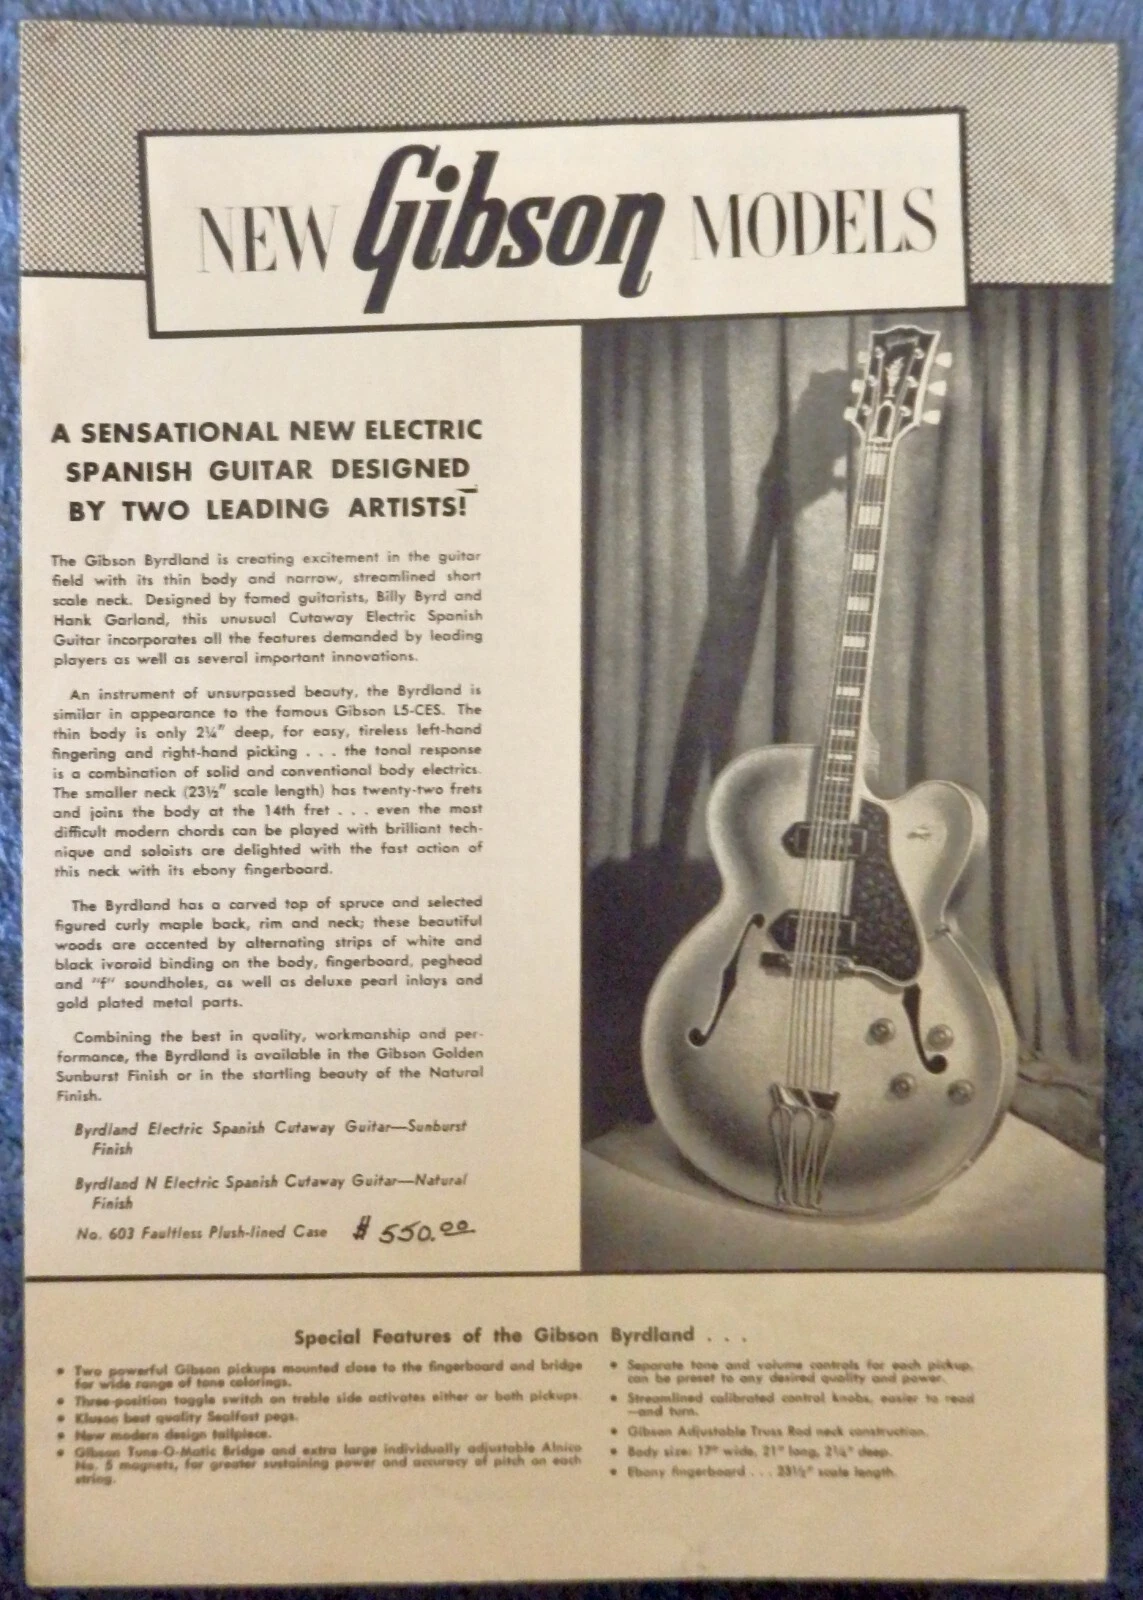 NEW Gibson MODELS
A SENSATIONAL NEW ELECTRIC
SPANISH GUITAR DESIGNED
BY TWO LEADING ARTISTS!
The Gibson Byrdland is creating excitement in the guitar
field with its thin body and narrow, streamlined short
scale neck. Designed by famed guitarists, Billy Byrd and
Hank Garland, this unusual Cutaway Electric Spanish
Guitar incorporates all the features demanded by leading
players as well as several important innovations.
An instrument of unsurpassed beauty, the Byrdland is
similar in appearance to the famous Gibson L5-CES. The
thin body is only 2¼" deep, for easy, tireless left-hand
fingering and right-hand picking . . . the tonal response
is a combination of solid and conventional body electrics.
The smaller neck (23½" scale length) has twenty-two frets
and joins the body at the 14th fret . . . even the most
difficult modern chords can be played with brilliant tech-
nique and soloists are delighted with the fast action of
this neck with its ebony fingerboard.
The Byrdland has a carved top of spruce and selected
figured curly maple back, rim and neck; these beautiful
woods are accented by alternating strips of white and
black ivoroid binding on the body, fingerboard, peghead
and "f" soundholes, as well as deluxe pearl inlays and
gold plated metal parts.
Combining the best in quality, workmanship and per-
formance, the Byrdland is available in the Gibson Golden
Sunburst Finish or in the startling beauty of the Natural
Finish.
Byrdland Electric Spanish Cutaway Guitar—Sunburst
Finish
Byrdland N Electric Spanish Cutaway Guitar—Natural
Finish
No. 603 Faultless Plush-lined Case $550.00
Special Features of the Gibson Byrdland . . .
• Two powerful Gibson pickups mounted close to the fingerboard and bridge
for wide range of tone colorings.
• Three-position toggle switch on treble side activates either or both pickups.
• Kluson best quality Sealfast pegs.
• New modern design tailpiece.
• Gibson Tune-O-Matic Bridge and extra large individually adjustable Alnico
No. 5 magnets, for greater sustaining power and accuracy of pitch on each
string.
• Separate tone and volume controls for each pickup,
can be preset to any desired quality and power.
• Streamlined calibrated control knobs, easier to read
—and turn.
• Gibson Adjustable Truss Rod neck construction.
• Body size: 17" wide, 21" long, 2¼" deep.
• Ebony fingerboard . . . 23½" scale length.